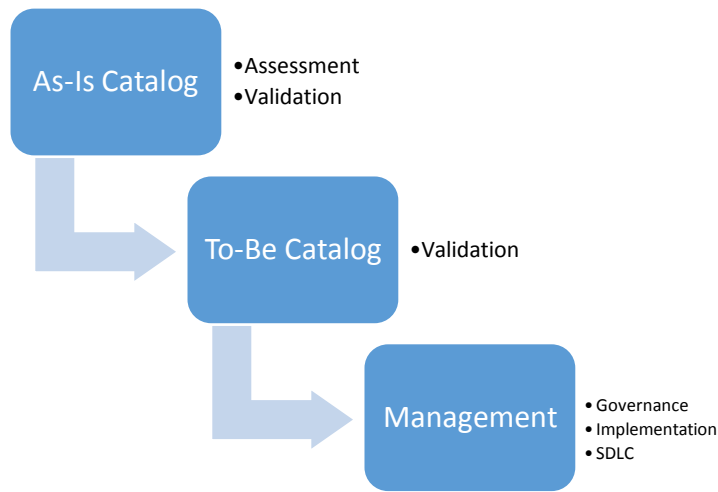 As-Is Catalog
•Assessment
•Validation
To-Be Catalog
•Validation
Management
•Governance
•Implementation
•SDLC